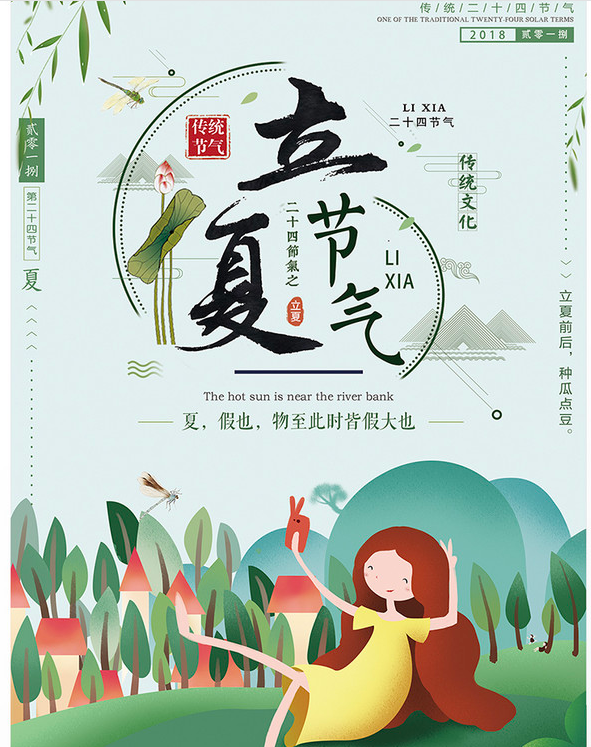 传统二十四节气
ONE OF THE TRADITIONAL TWENTY-FOUR SOLAR TERMS
2018 贰零一捌
贰零一捌
第二十四节气
夏
传统
节气
立夏
节气
二十四節氣之
立夏
LI XIA
二十四节气
传统文化
LI
XIA
立夏前后，种瓜点豆。
The hot sun is near the river bank
夏，假也，物至此时皆假大也